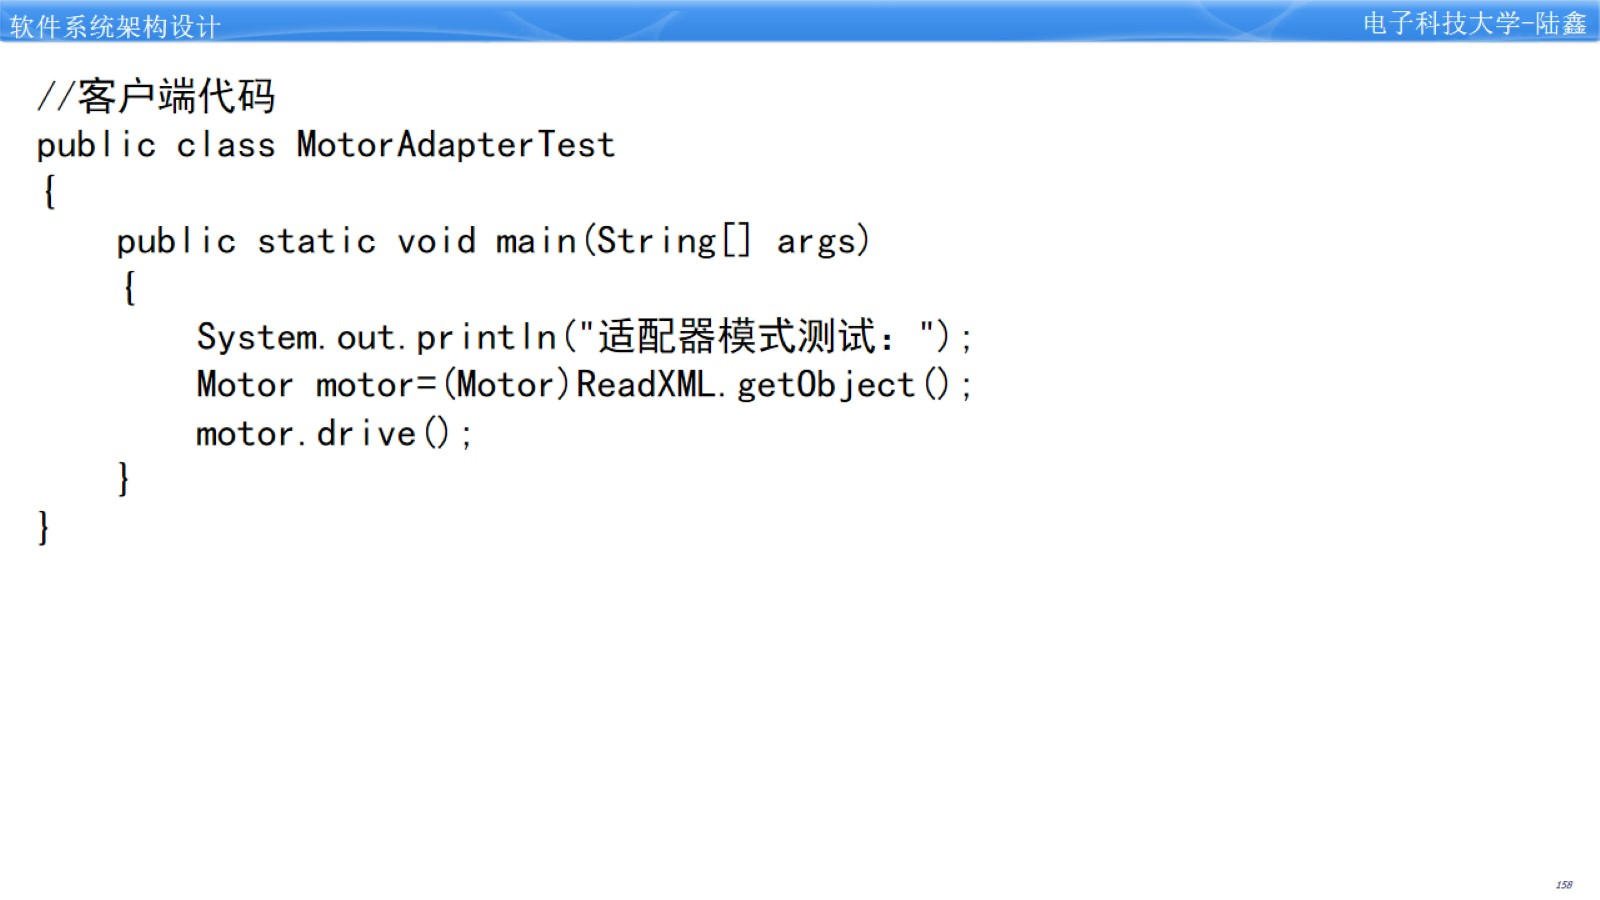 软件系统架构设计
电子科技大学-陆鑫
//客户端代码
public class MotorAdapterTest
{
    public static void main(String[] args)
    {
        System.out.println("适配器模式测试：");
        Motor motor=(Motor)ReadXML.getObject();
        motor.drive();
    }
}
158